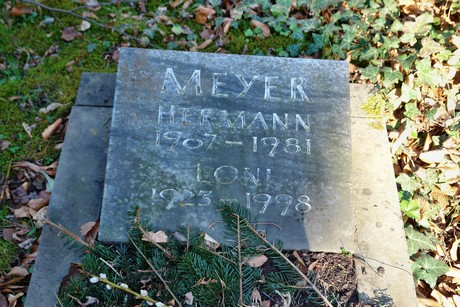 MEYER
HERMANN
1907 - 1981
LONI
1923 - 1998